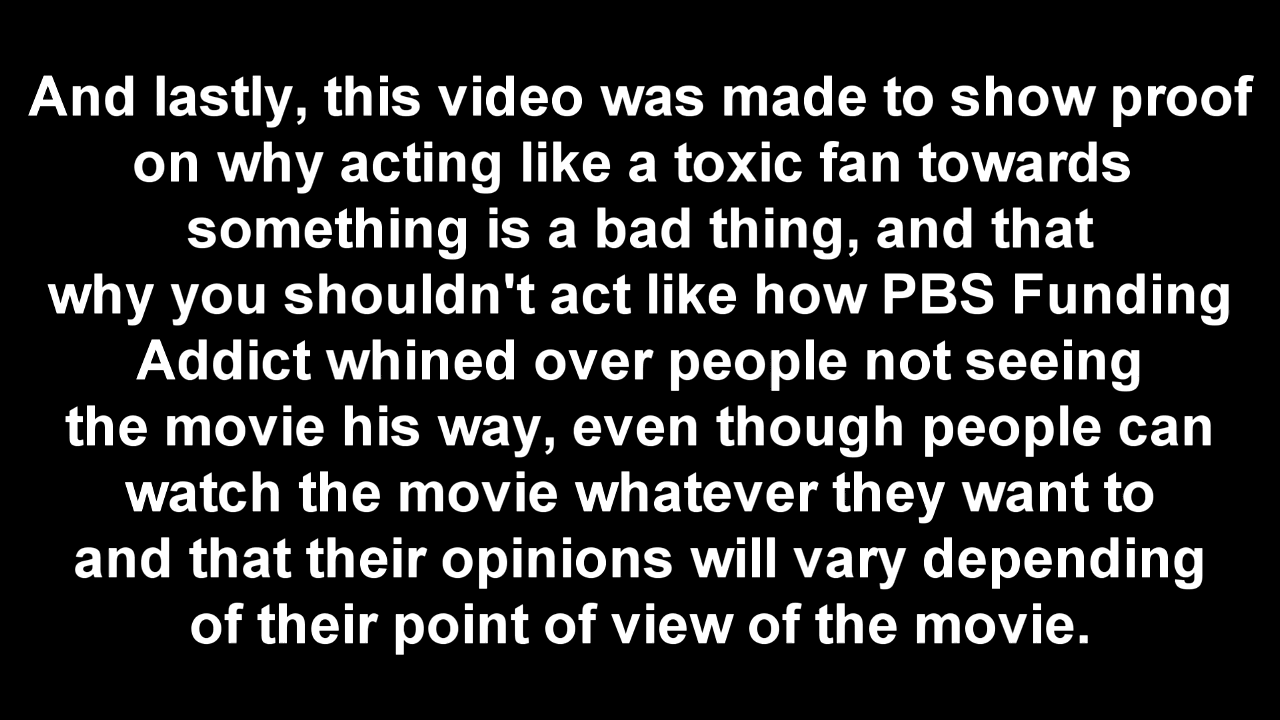 And lastly, this video was made to show proof
on why acting like a toxic fan towards
something is a bad thing, and that
why you shouldn't act like how PBS Funding
Addict whined over people not seeing
the movie his way, even though people can
watch the movie whatever they want to
and that their opinions will vary depending
of their point of view of the movie.